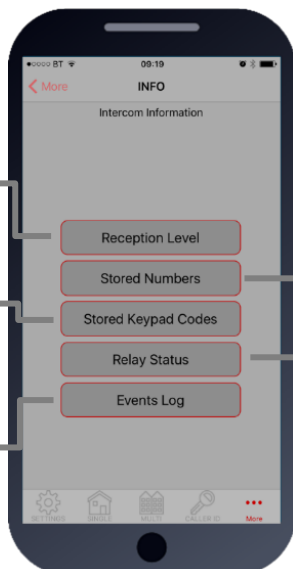 ●○○○○ BT 09:19
More INFO
Intercom Information
Reception Level
Stored Numbers
Stored Keypad Codes
Relay Status
Events Log
SETTINGS SINGLE MULTI CALLER ID More